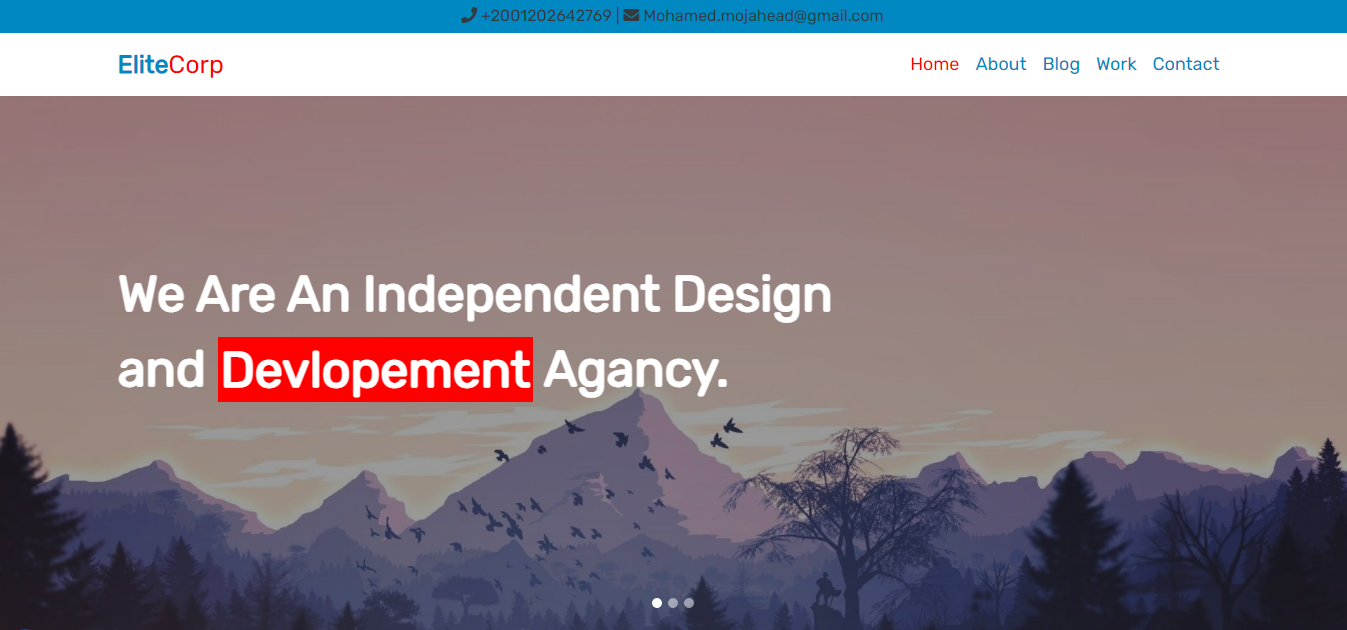 +2001202642769 | Mohamed.mojahead@gmail.com
EliteCorp
Home About Blog Work Contact
We Are An Independent Design
and Devlopement Agancy.